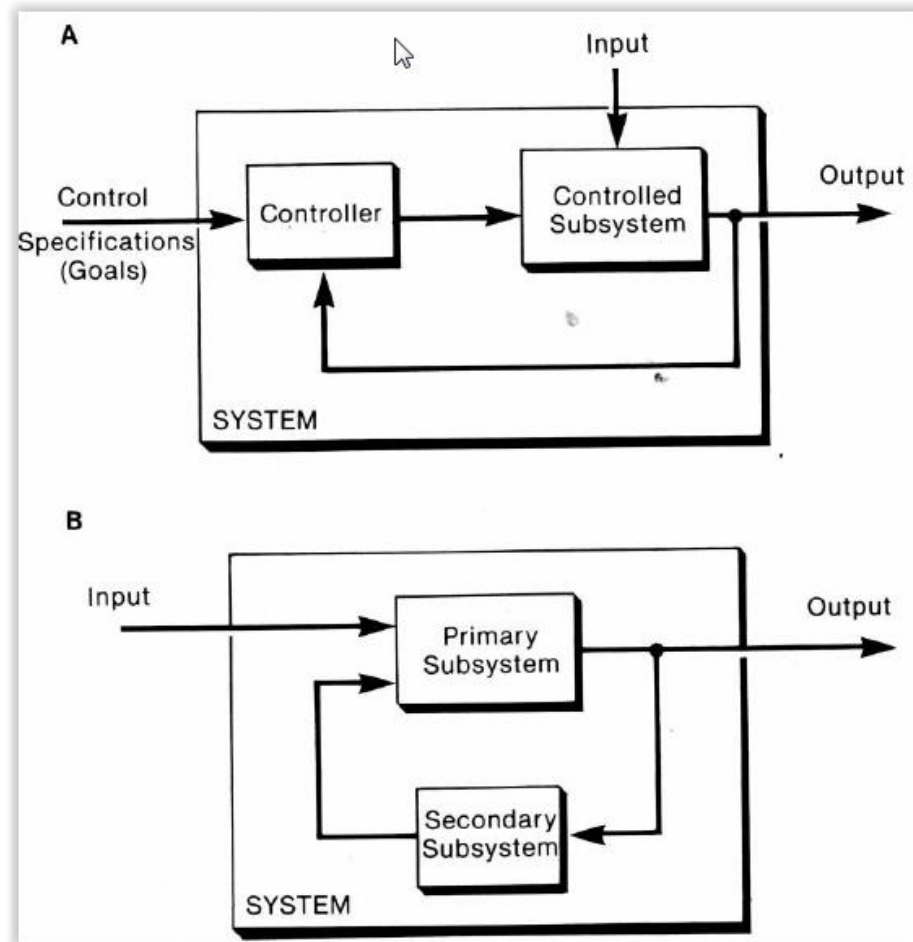 A
Input
Control
Specifications
(Goals)
Controller
Controlled
Subsystem
Output
SYSTEM
B
Input
Primary
Subsystem
Output
Secondary
Subsystem
SYSTEM